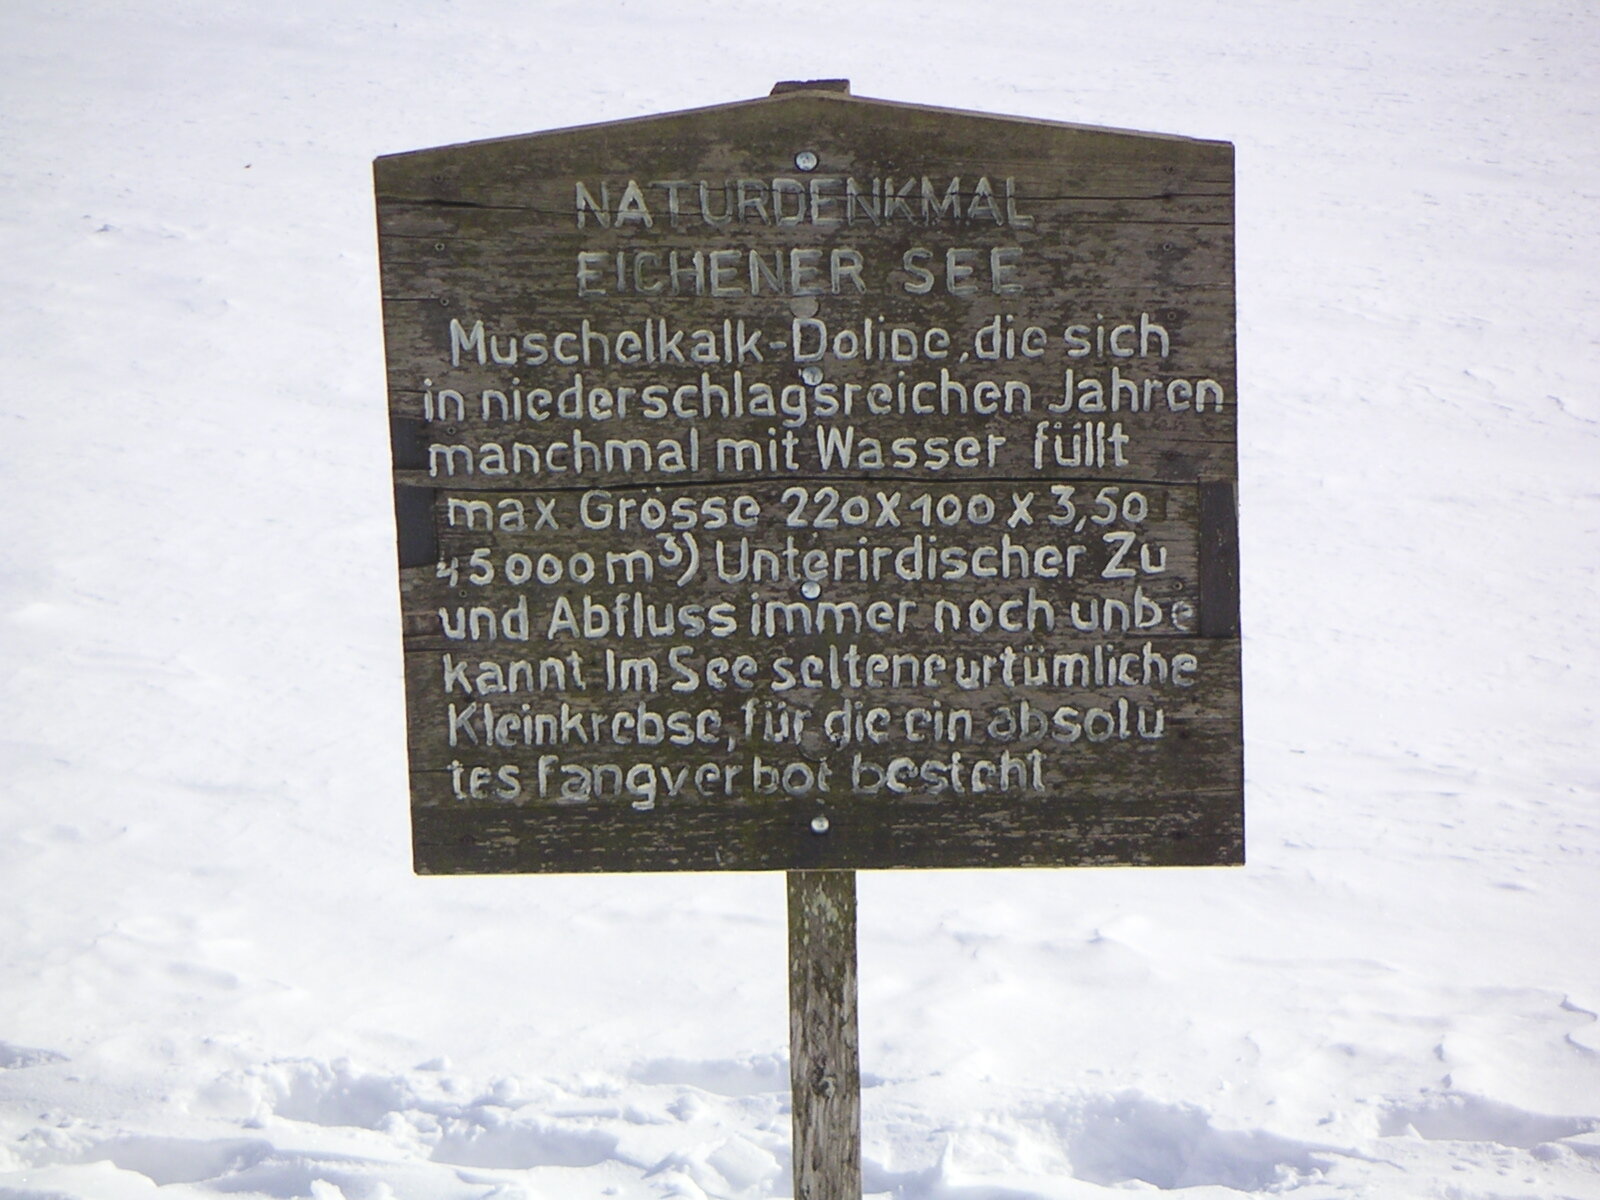 NATURDENKMAL
EICHENER SEE
Muschelkalk-Doline, die sich
in niederschlagsreichen Jahren
manchmal mit Wasser füllt
max Grösse 220x100 x 3,50
45000m³) Unterirdischer Zu
und Abfluss immer noch unbe
kannt Im See seltene urtümliche
Kleinkrebse, für die ein absolu
tes Fangverbot besteht